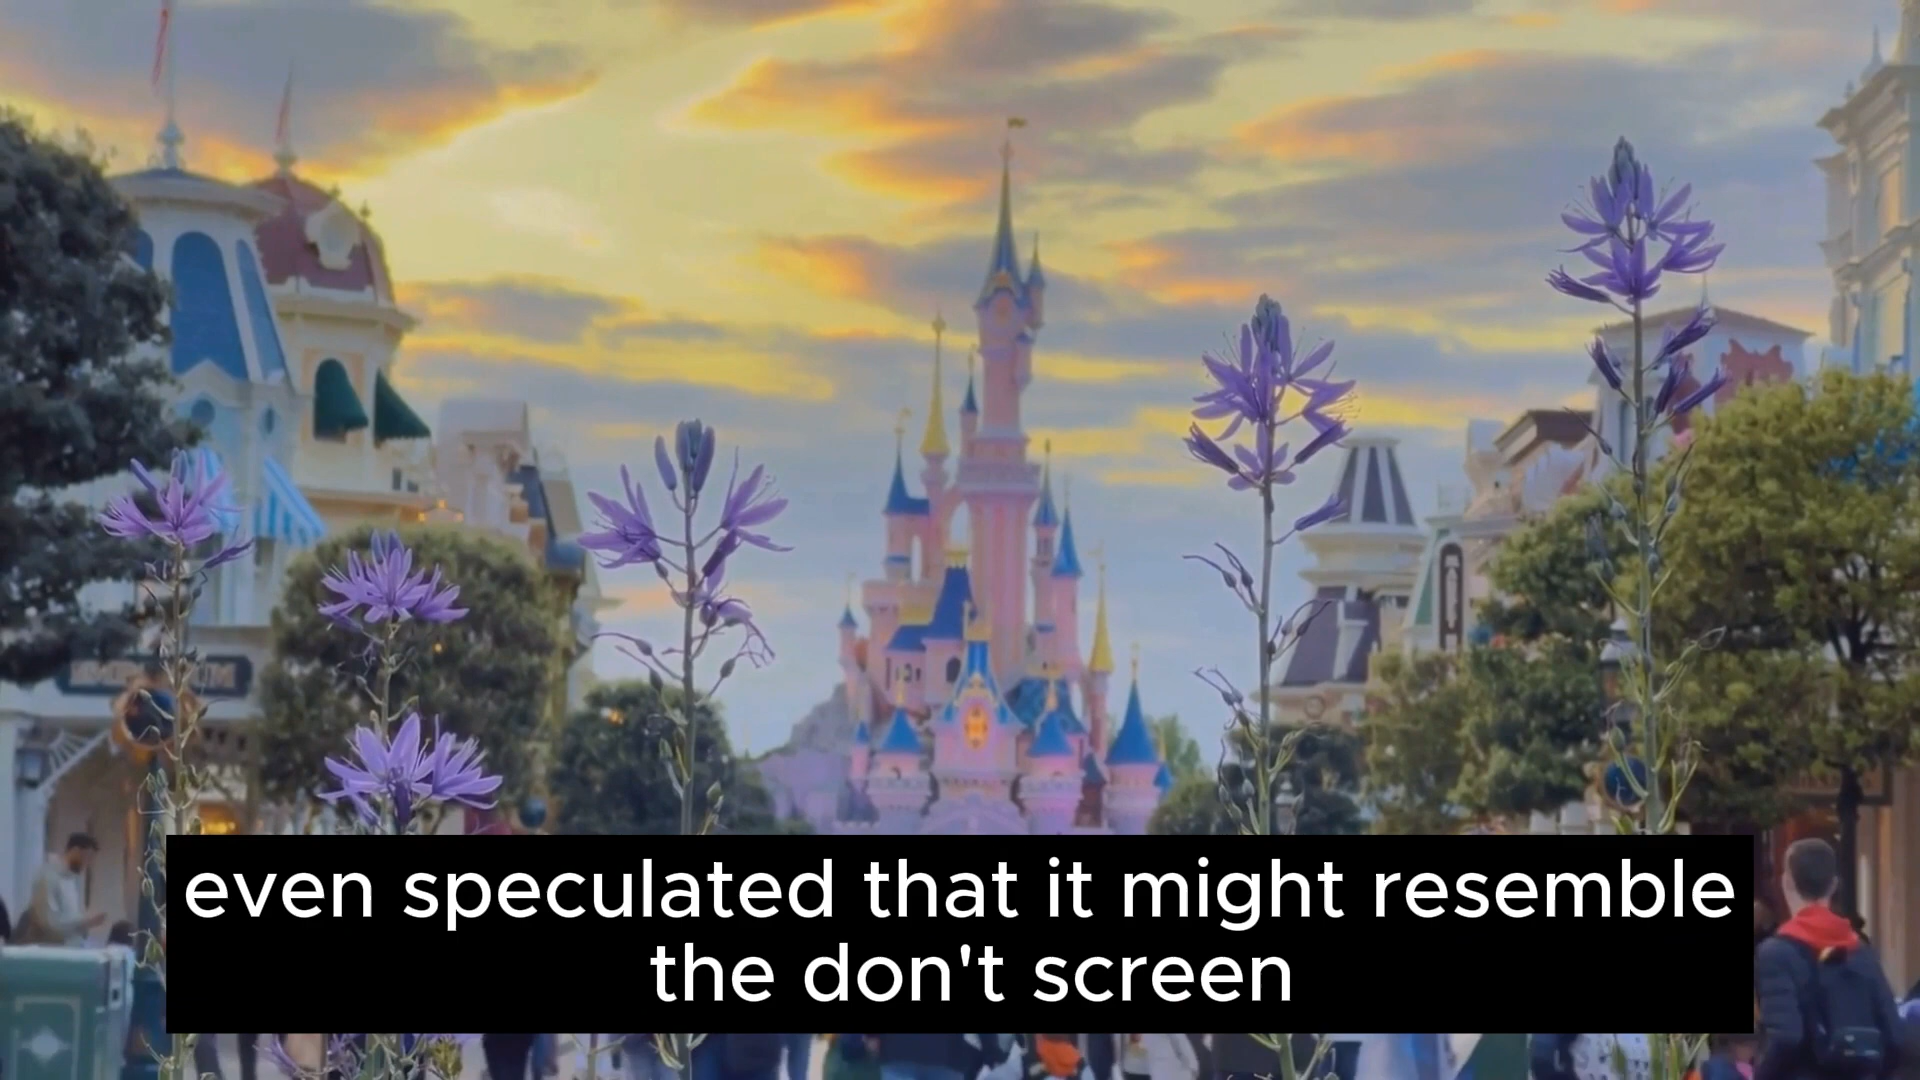 even speculated that it might resemble
the don't screen